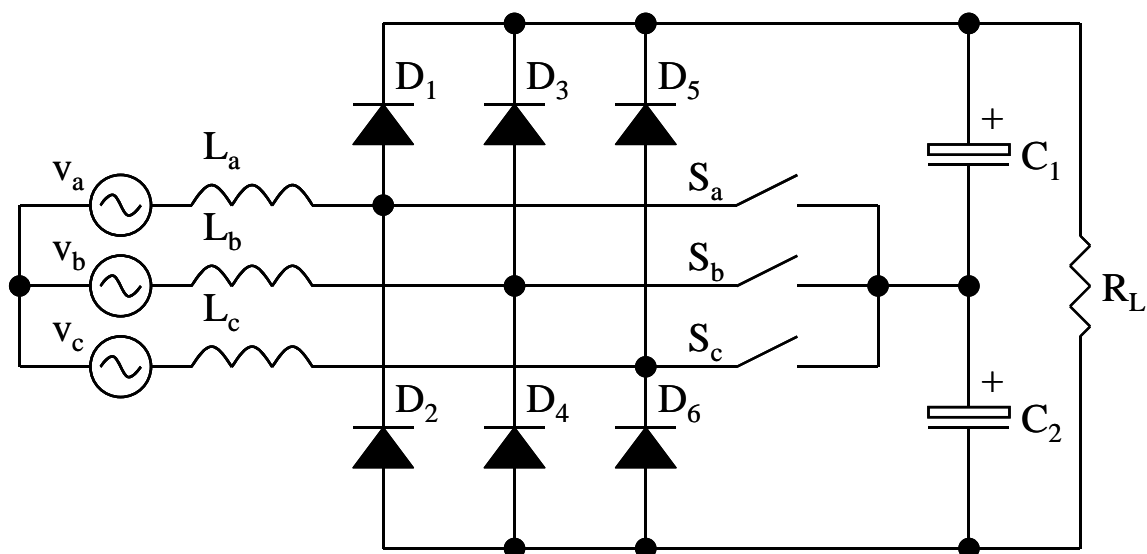 D1 D3 D5
La
va
Sa
+
C1
Lb
vb
Sb
RL
Lc
vc
Sc
D2 D4 D6
+
C2